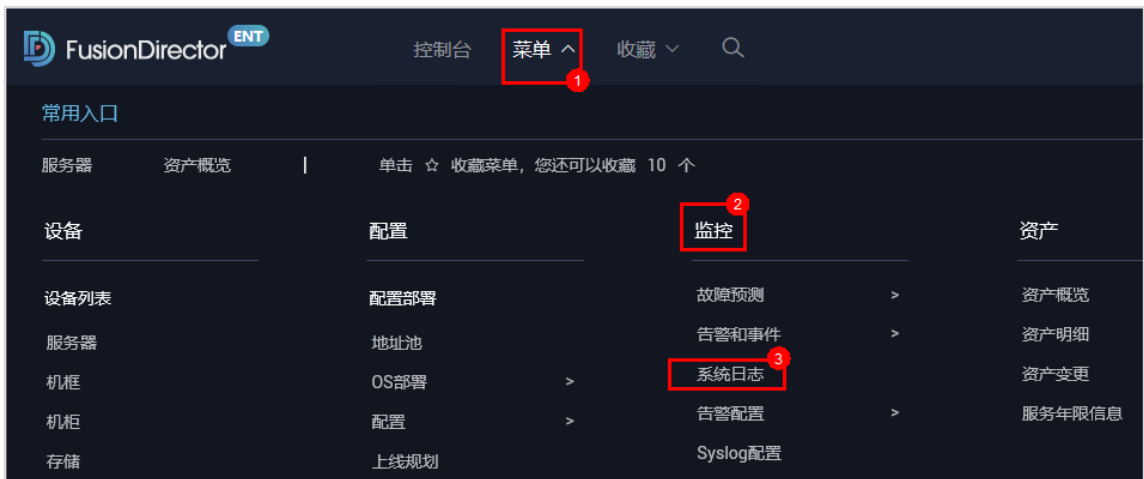 FusionDirector ENT 控制台 菜单 收藏
1
常用入口
服务器 资产概览 | 单击 ☆ 收藏菜单，您还可以收藏 10 个
2
设备 配置 监控 资产
设备列表 配置部署 故障预测 > 资产概览
服务器 地址池 告警和事件 > 资产明细
3
机框 OS部署 > 系统日志 资产变更
机柜 配置 > 告警配置 > 服务年限信息
存储 上线规划 Syslog配置